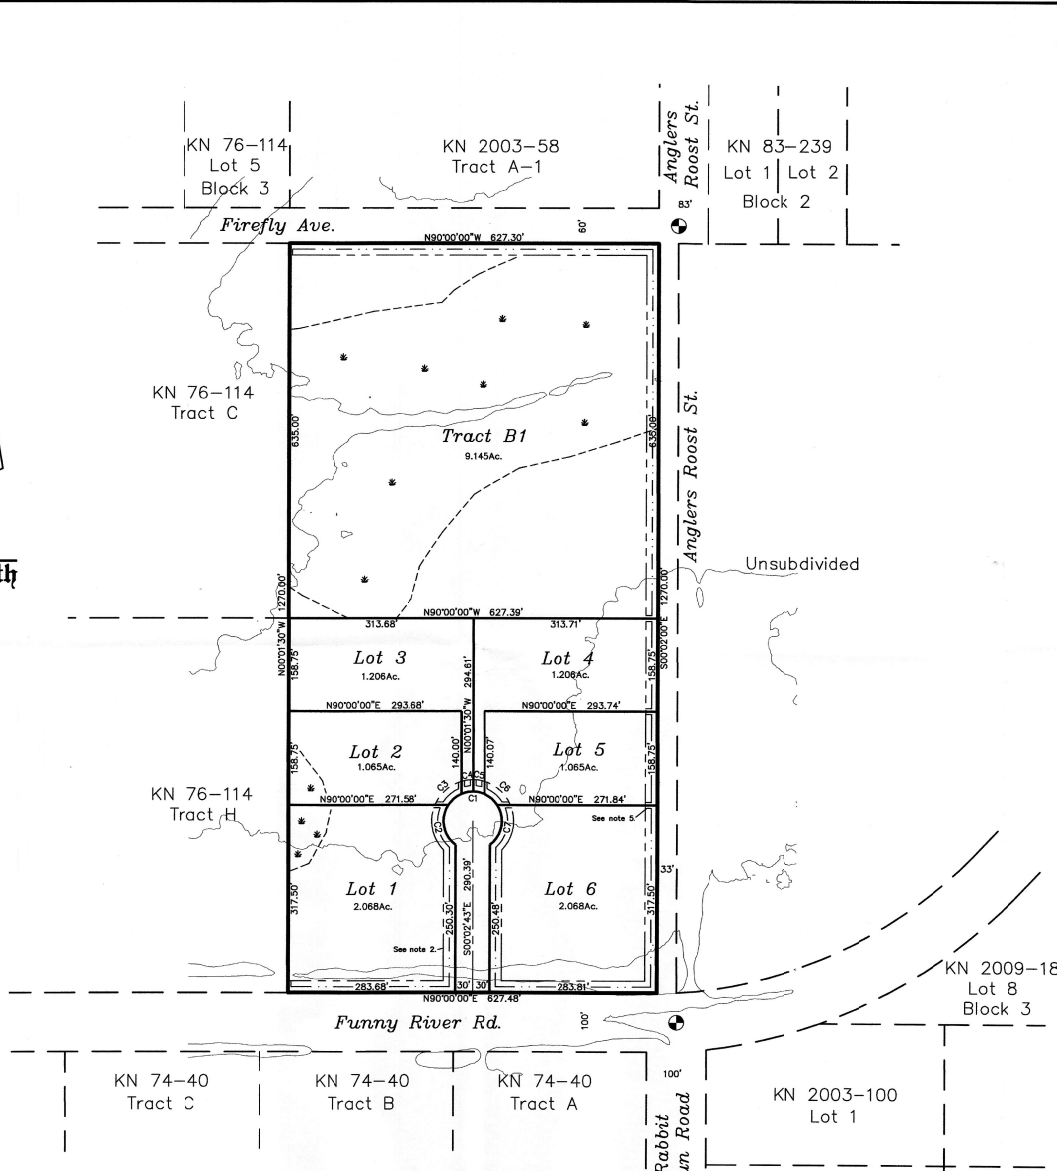 KN 76-114
Lot 5
Block 3
KN 2003-58
Tract A-1
Anglers
Roost St.
KN 83-239
Lot 1
Lot 2
Block 2
83'
Firefly Ave.
60'
N90°00'00"W 627.30'
KN 76-114
Tract C
635.00'
Tract B1
9.145Ac.
635.00'
Anglers Roost St.
th
Unsubdivided
1270.00'
N00°01'30"W
1270.00'
S00°02'00"E
N90°00'00"W 627.39'
313.68'
313.71'
Lot 3
1.206Ac.
158.75'
N00°01'30"W 294.61'
Lot 4
1.206Ac.
158.75'
N90°00'00"E 293.68'
N90°00'00"E 293.74'
Lot 2
1.065Ac.
158.75'
140.00'
140.07'
Lot 5
1.065Ac.
158.75'
C3
C4
C5
C6
C1
C2
C7
N90°00'00"E 271.58'
N90°00'00"E 271.84'
See note 5.
KN 76-114
Tract H
Lot 1
2.068Ac.
317.50'
250.30'
S00°02'43"E 290.39'
250.48'
Lot 6
2.068Ac.
317.50'
33'
See note 2.
283.68'
30'
30'
283.81'
N90°00'00"E 627.48'
Funny River Rd.
100'
KN 2009-18
Lot 8
Block 3
KN 74-40
Tract C
KN 74-40
Tract B
KN 74-40
Tract A
100'
Rabbit
un Road
KN 2003-100
Lot 1